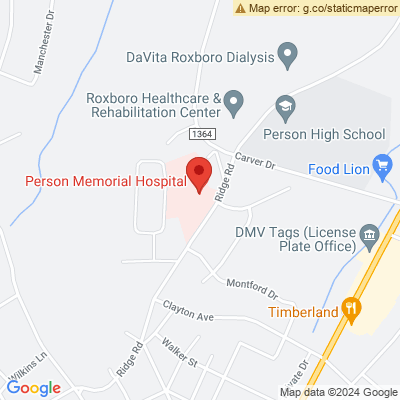 Map error: g.co/staticmaperror
Manchester Dr
DaVita Roxboro Dialysis
Roxboro Healthcare &
Rehabilitation Center
Person High School
1364
Carver Dr
Food Lion
Person Memorial Hospital
Ridge Rd
DMV Tags (License
Plate Office)
Montford Dr
Timberland
Clayton Ave
Ridge Rd
Walker St
Wilkins Ln
Google
Map data ©2024 Google